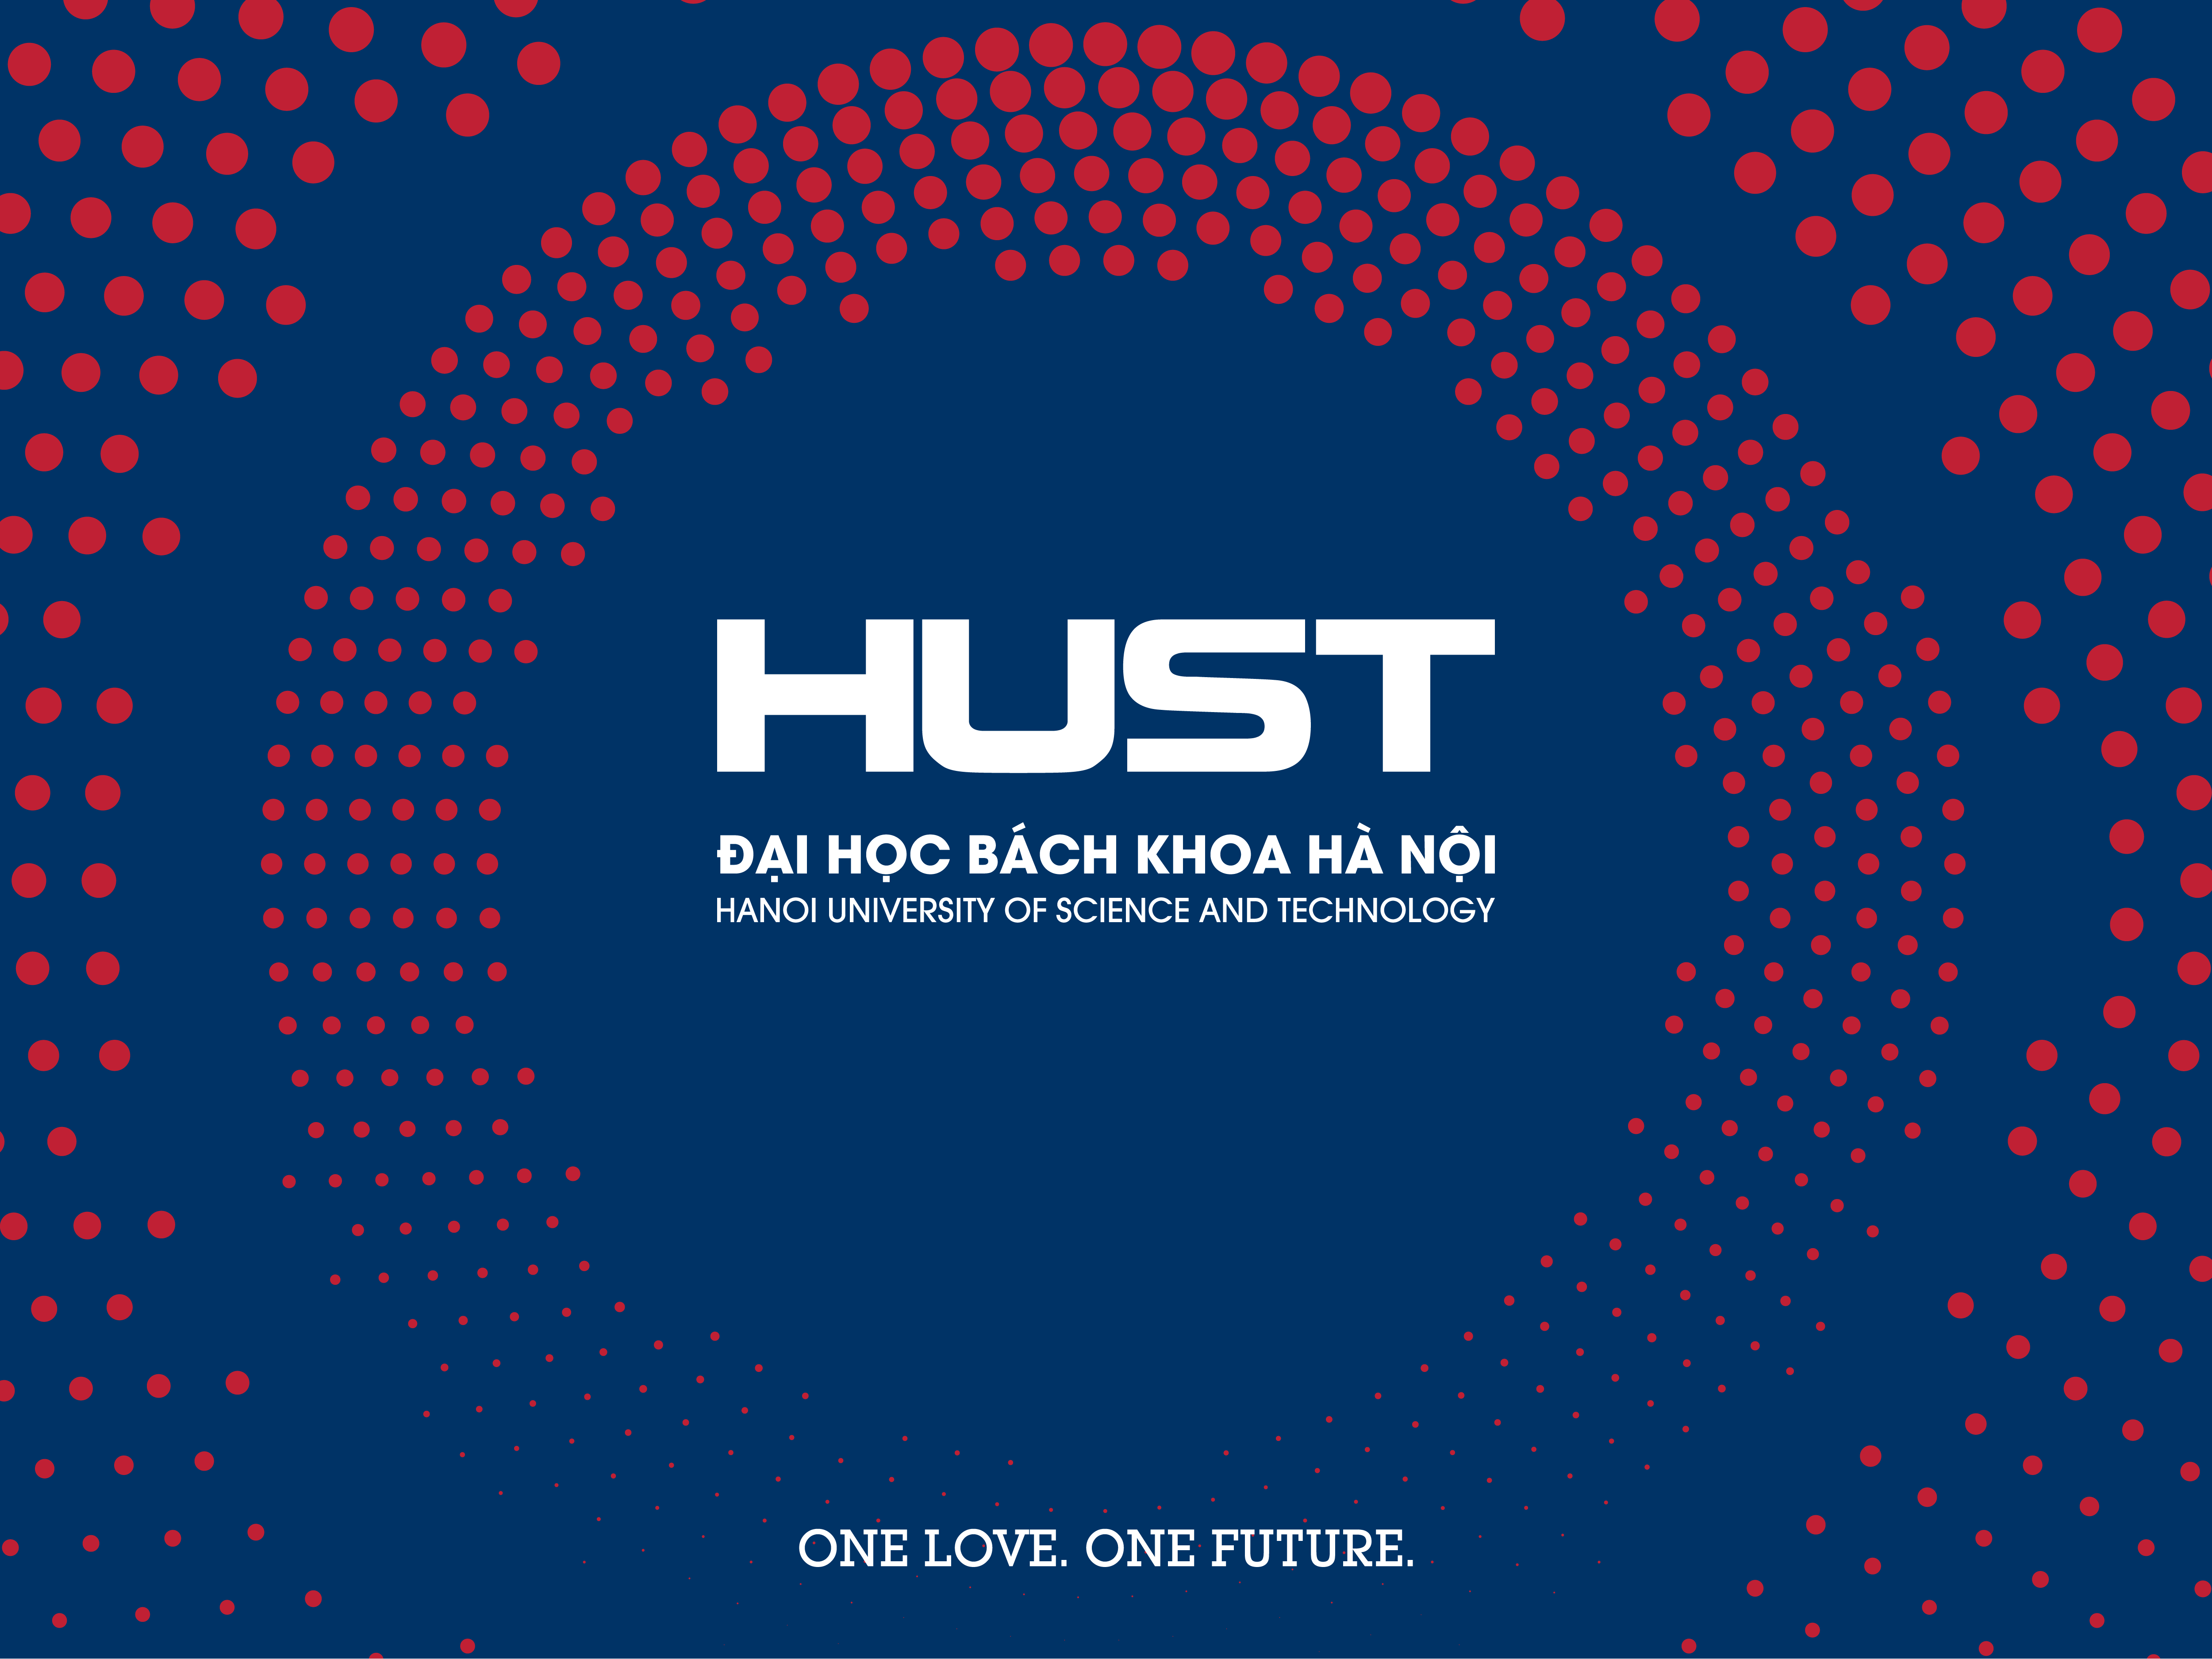 HUST
ĐẠI HỌC BÁCH KHOA HÀ NỘI
HANOI UNIVERSITY OF SCIENCE AND TECHNOLOGY
ONE LOVE. ONE FUTURE.